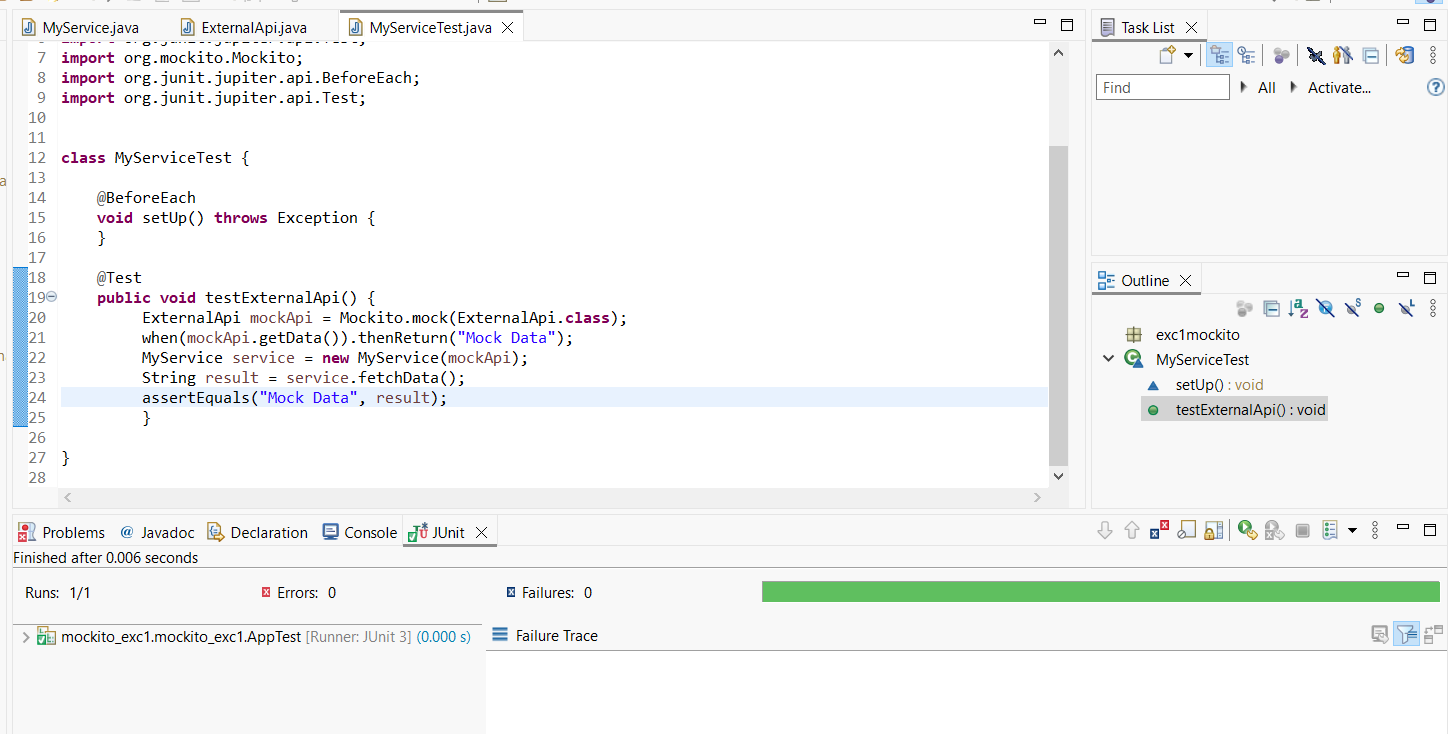 MyService.java ExternalApi.java MyServiceTest.java
7 import org.mockito.Mockito;
8 import org.junit.jupiter.api.BeforeEach;
9 import org.junit.jupiter.api.Test;
10
11
12 class MyServiceTest {
13
14 @BeforeEach
15 void setUp() throws Exception {
16 }
17
18 @Test
19 public void testExternalApi() {
20 ExternalApi mockApi = Mockito.mock(ExternalApi.class);
21 when(mockApi.getData()).thenReturn("Mock Data");
22 MyService service = new MyService(mockApi);
23 String result = service.fetchData();
24 assertEquals("Mock Data", result);
25 }
26
27 }
28
Task List
Find All Activate...
Outline
exc1mockito
MyServiceTest
setUp() : void
testExternalApi() : void
Problems @ Javadoc Declaration Console JUnit
Finished after 0.006 seconds
Runs: 1/1 Errors: 0 Failures: 0
mockito_exc1.mockito_exc1.AppTest [Runner: JUnit 3] (0.000 s)
Failure Trace